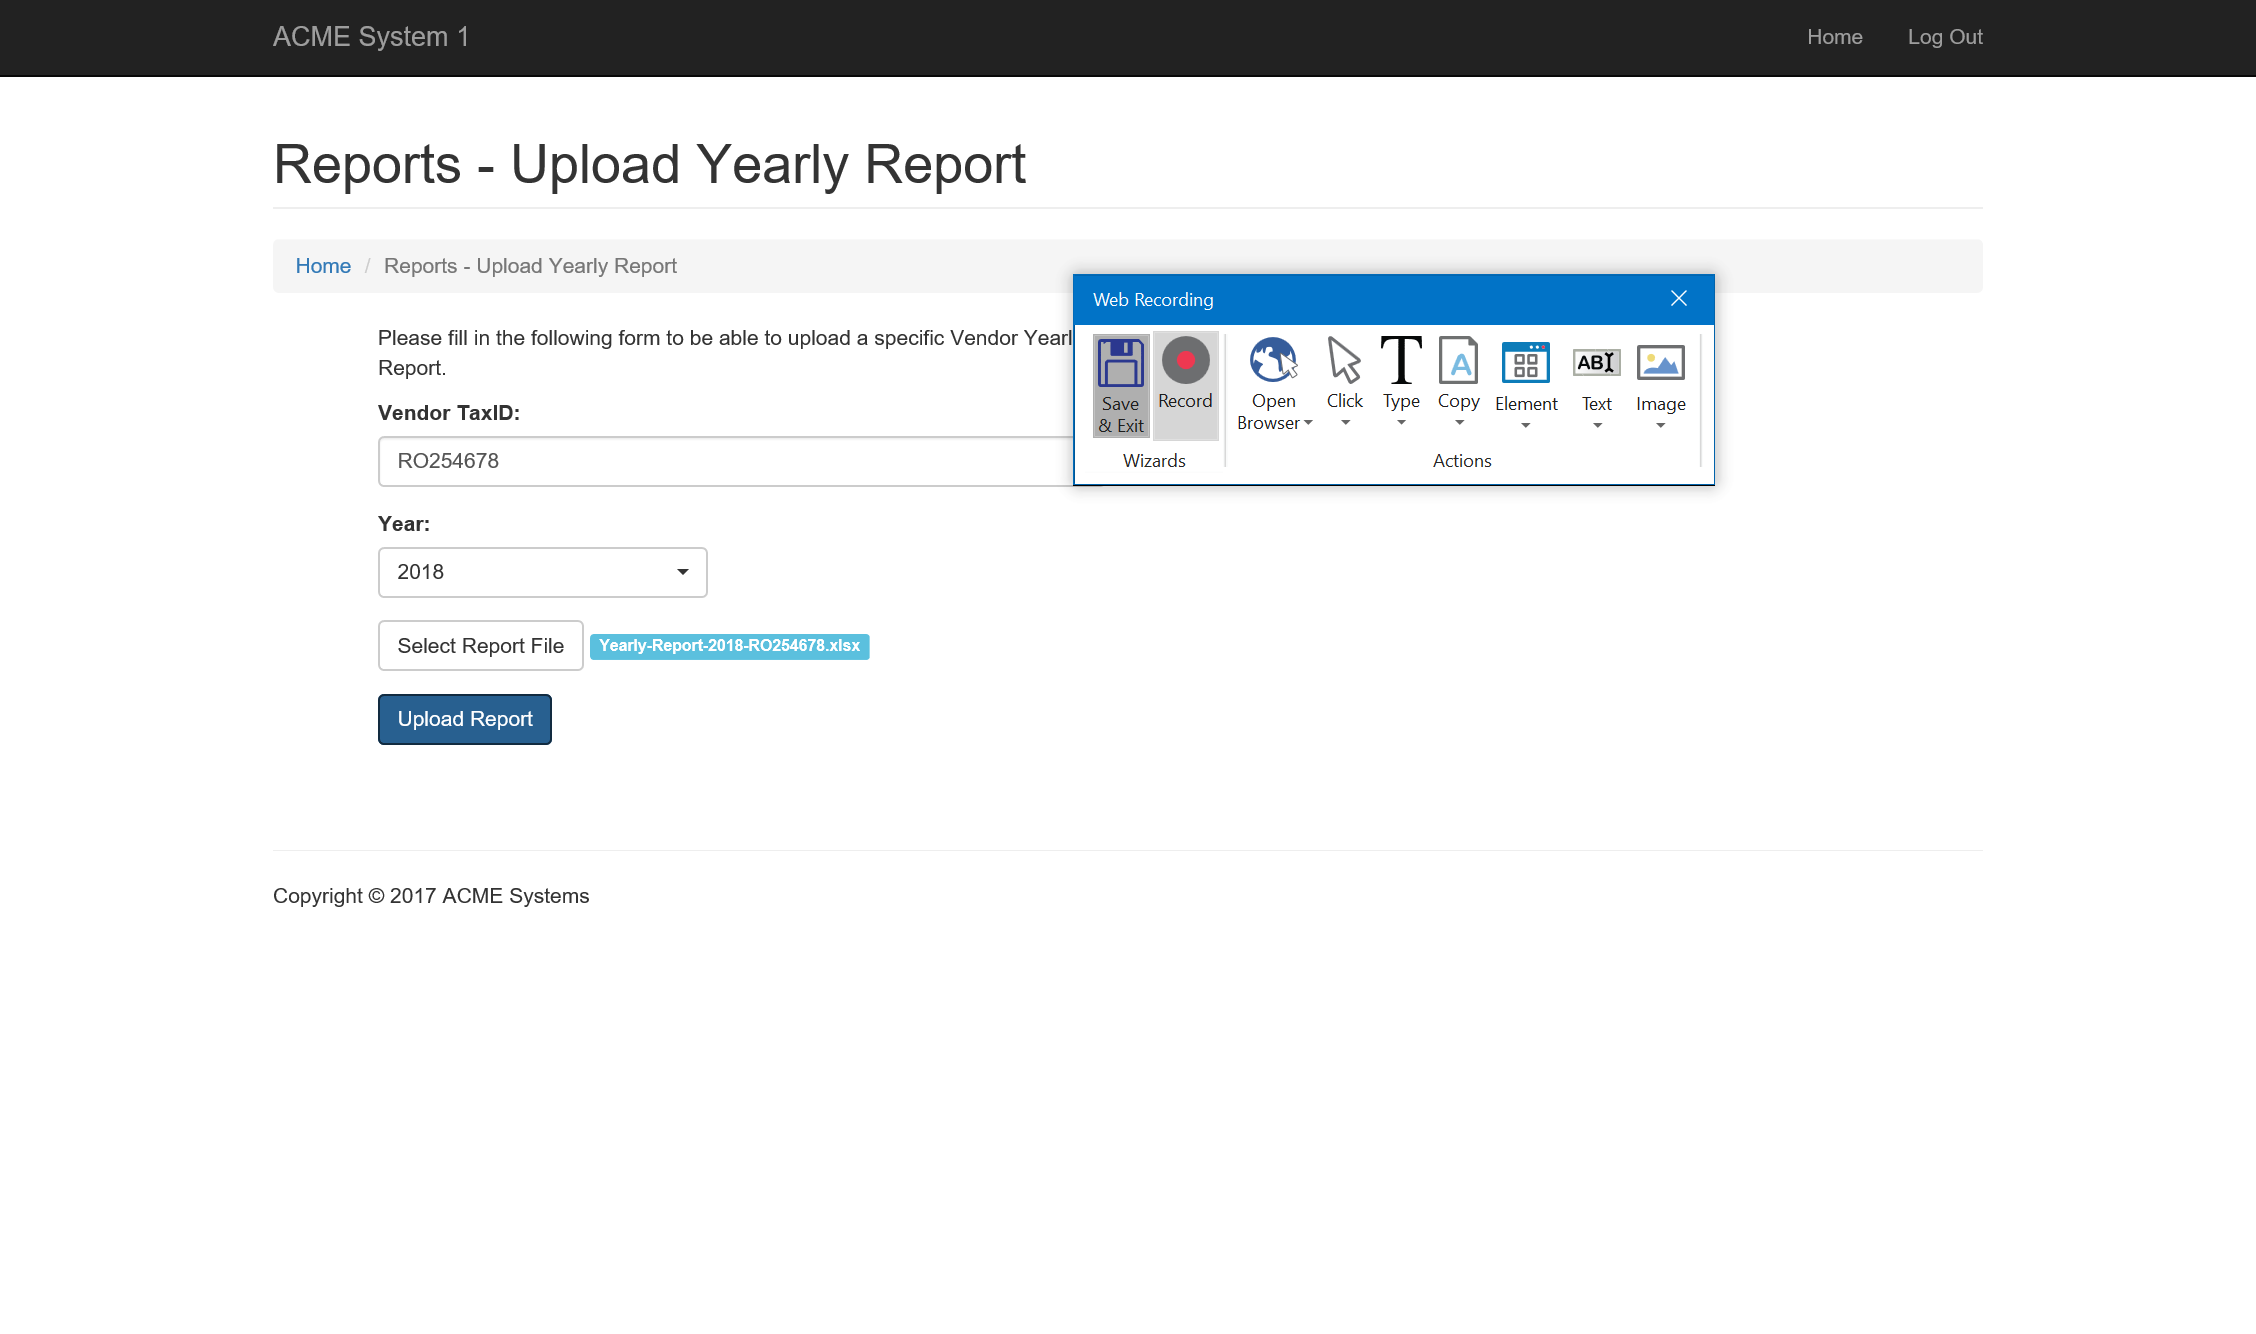 ACME System 1
Home
Log Out
Reports - Upload Yearly Report
Home / Reports - Upload Yearly Report
Please fill in the following form to be able to upload a specific Vendor Yearl
Report.
Vendor TaxID:
RO254678
Year:
2018
Select Report File
Yearly-Report-2018-RO254678.xlsx
Upload Report
Web Recording
Save
& Exit
Record
Wizards
Open
Browser
Click
Type
Copy
Element
Text
Image
Actions
Copyright © 2017 ACME Systems